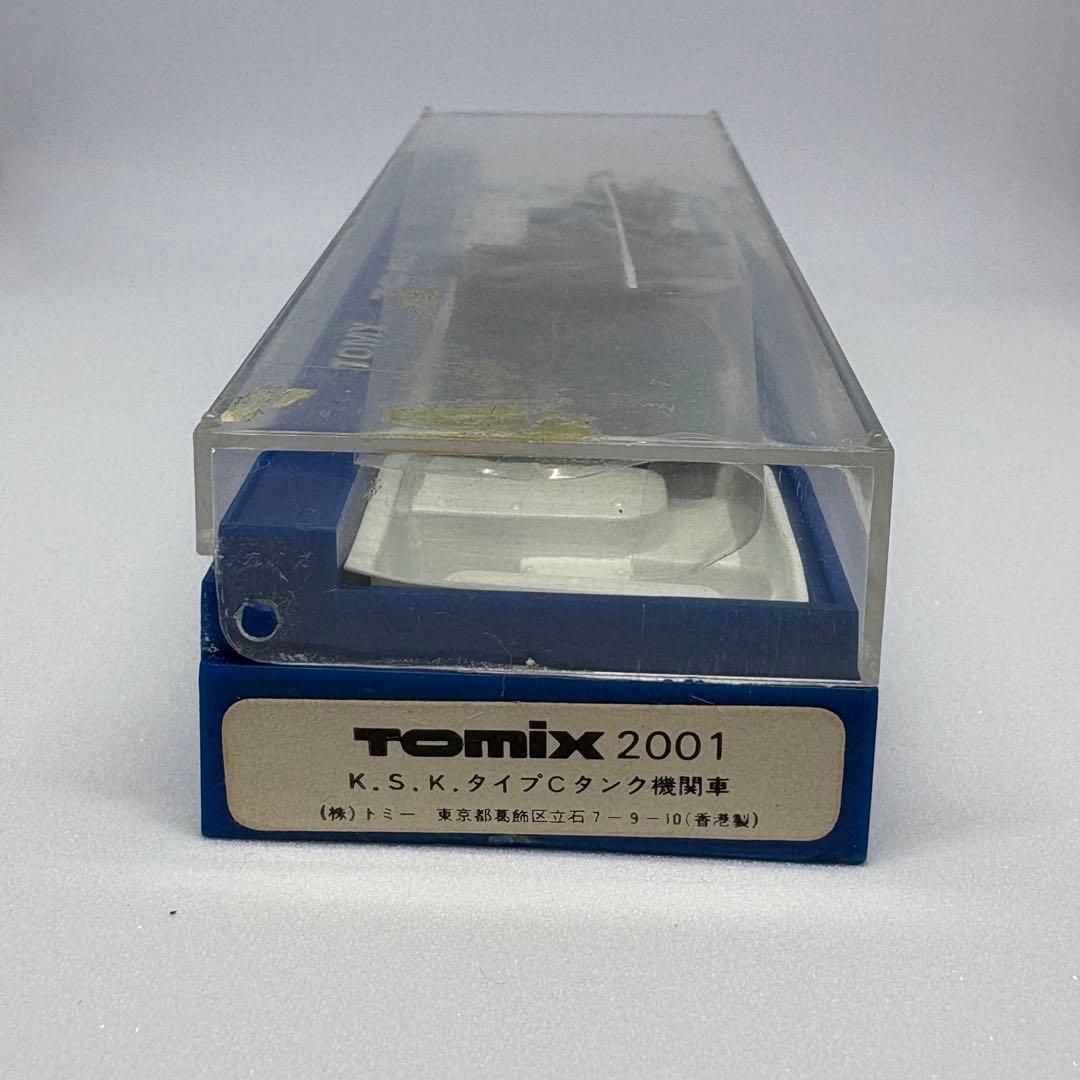 TOMY
TOMIX 2001
K.S.K.タイプCタンク機関車
(株)トミー 東京都葛飾区立石7-9-10(香港製)